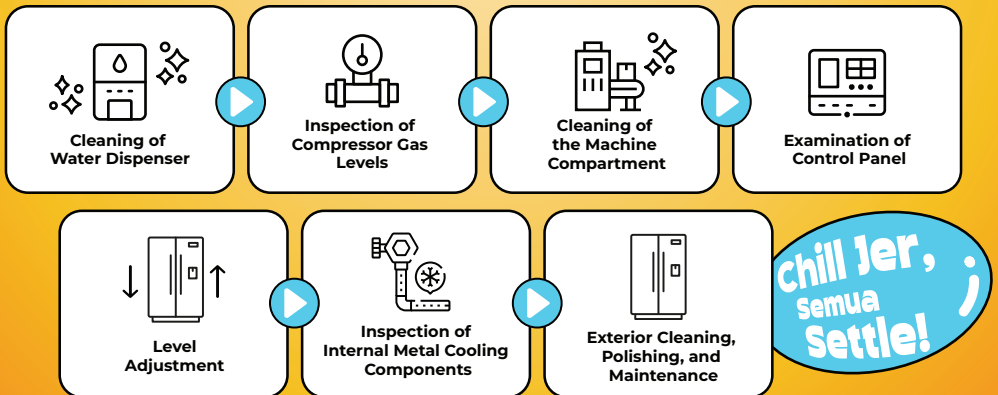 Cleaning of
Water Dispenser
Inspection of
Compressor Gas
Levels
Cleaning of
the Machine
Compartment
Examination of
Control Panel
Level
Adjustment
Inspection of
Internal Metal Cooling
Components
Exterior Cleaning,
Polishing, and
Maintenance
Chill Jer,
Semua
Settle!